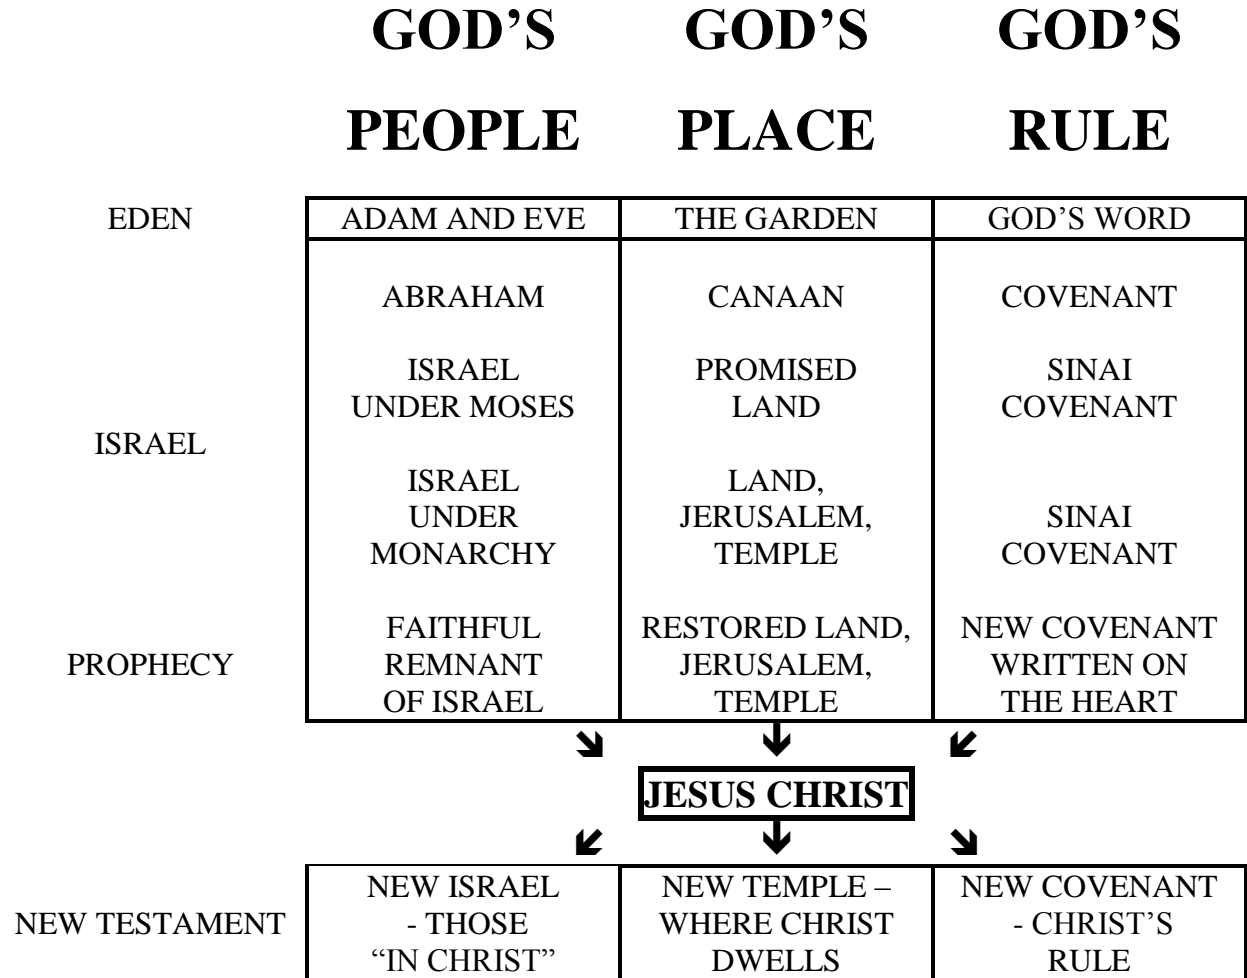 GOD’S GOD’S GOD’S
PEOPLE PLACE RULE
EDEN ADAM AND EVE THE GARDEN GOD’S WORD
ABRAHAM CANAAN COVENANT
ISRAEL PROMISED SINAI
UNDER MOSES LAND COVENANT
ISRAEL
ISRAEL LAND,
UNDER JERUSALEM, SINAI
MONARCHY TEMPLE COVENANT
FAITHFUL RESTORED LAND, NEW COVENANT
PROPHECY REMNANT JERUSALEM, WRITTEN ON
OF ISRAEL TEMPLE THE HEART
JESUS CHRIST
NEW ISRAEL NEW TEMPLE – NEW COVENANT
NEW TESTAMENT - THOSE WHERE CHRIST - CHRIST’S
“IN CHRIST” DWELLS RULE